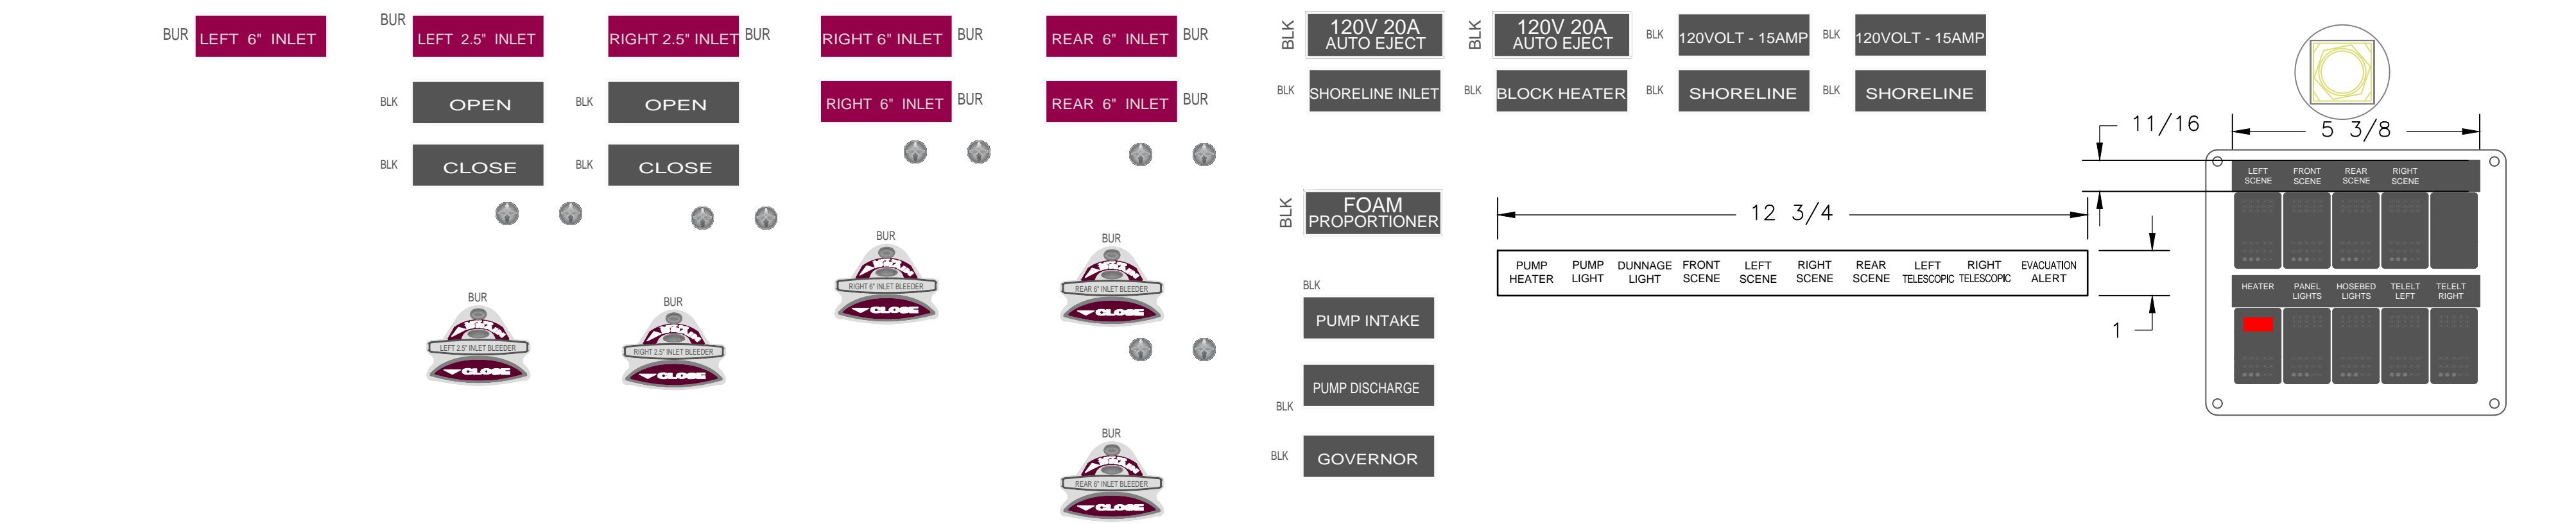 BUR
LEFT 6" INLET
BUR
LEFT 2.5" INLET
BLK
OPEN
BLK
CLOSE
BUR
LEFT 2.5" INLET BLEEDER
CLOSE
RIGHT 2.5" INLET
BUR
BLK
OPEN
BLK
CLOSE
BUR
RIGHT 2.5" INLET BLEEDER
CLOSE
RIGHT 6" INLET
BUR
RIGHT 6" INLET
BUR
BUR
RIGHT 6" INLET BLEEDER
CLOSE
REAR 6" INLET
BUR
REAR 6" INLET
BUR
BUR
REAR 6" INLET BLEEDER
CLOSE
BUR
REAR 6" INLET BLEEDER
CLOSE
BLK
120V 20A
AUTO EJECT
BLK
SHORELINE INLET
BLK
FOAM
PROPORTIONER
BLK
PUMP INTAKE
PUMP DISCHARGE
BLK
BLK
GOVERNOR
BLK
120V 20A
AUTO EJECT
BLK
BLOCK HEATER
BLK
120VOLT - 15AMP
BLK
SHORELINE
BLK
120VOLT - 15AMP
BLK
SHORELINE
12 3/4
PUMP
HEATER
PUMP
LIGHT
DUNNAGE
LIGHT
FRONT
SCENE
LEFT
SCENE
RIGHT
SCENE
REAR
SCENE
LEFT
TELESCOPIC
RIGHT
TELESCOPIC
EVACUATION
ALERT
1
11/16
5 3/8
LEFT
SCENE
FRONT
SCENE
REAR
SCENE
RIGHT
SCENE
HEATER
PANEL
LIGHTS
HOSEBED
LIGHTS
TELELT
LEFT
TELELT
RIGHT